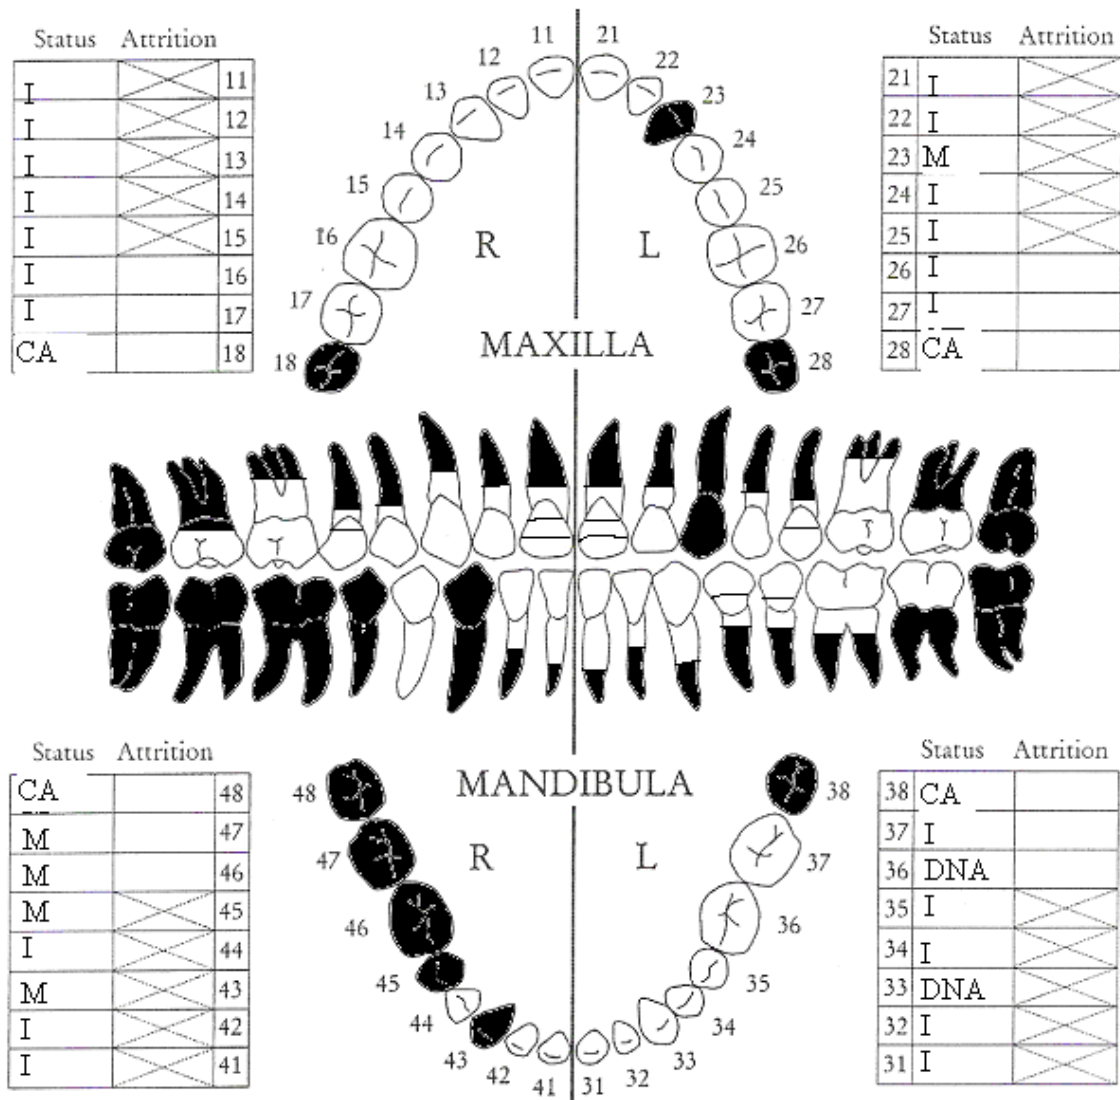 Status Attrition
I 11
I 12
I 13
I 14
I 15
I 16
I 17
CA 18
11
12
13
14
15
16
17
18
R
21
22
23
24
25
26
27
28
L
MAXILLA
Status Attrition
21 I
22 I
23 M
24 I
25 I
26 I
27 I
28 CA
Status Attrition
CA 48
M 47
M 46
M 45
I 44
M 43
I 42
I 41
MANDIBULA
48
47
46
45
44
43
42
41
R
38
37
36
35
34
33
32
31
L
Status Attrition
38 CA
37 I
36 DNA
35 I
34 I
33 DNA
32 I
31 I